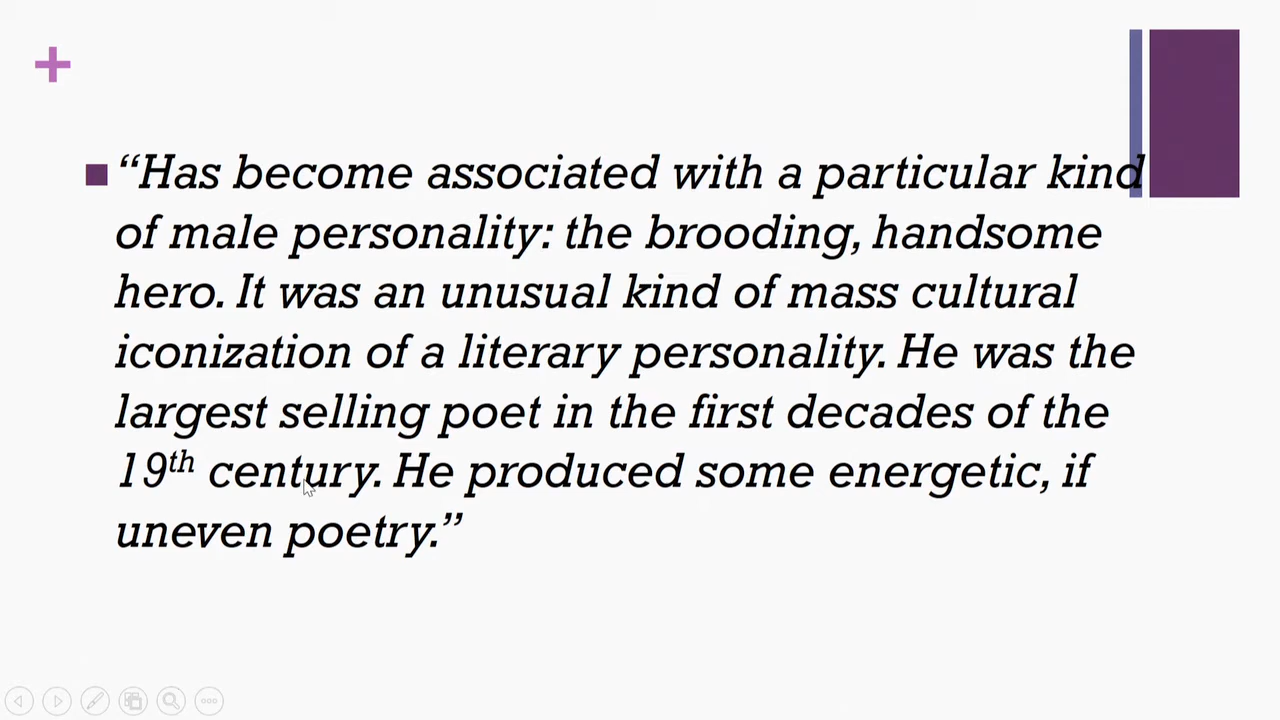 “Has become associated with a particular kind
of male personality: the brooding, handsome
hero. It was an unusual kind of mass cultural
iconization of a literary personality. He was the
largest selling poet in the first decades of the
19th century. He produced some energetic, if
uneven poetry.”